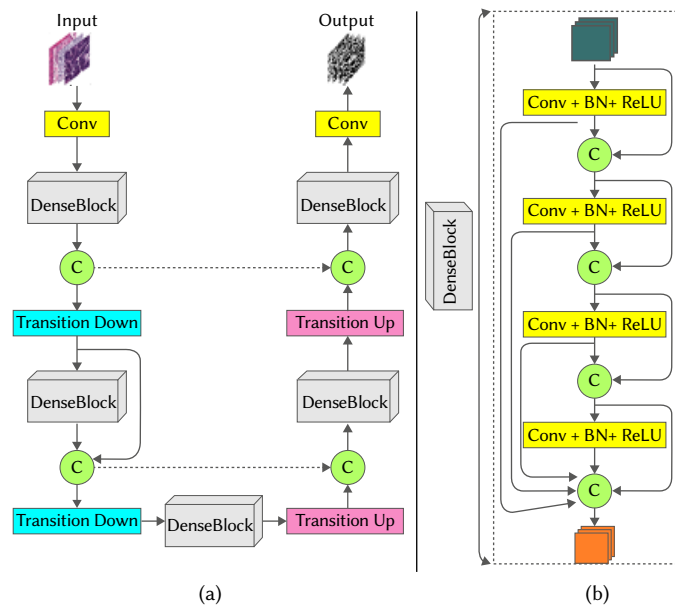 Input
Output
Conv
Conv
DenseBlock
DenseBlock
C
C
Transition Down
Transition Up
DenseBlock
DenseBlock
C
C
Transition Down
DenseBlock
Transition Up
(a)
DenseBlock
Conv + BN+ ReLU
C
Conv + BN+ ReLU
C
Conv + BN+ ReLU
C
Conv + BN+ ReLU
C
(b)